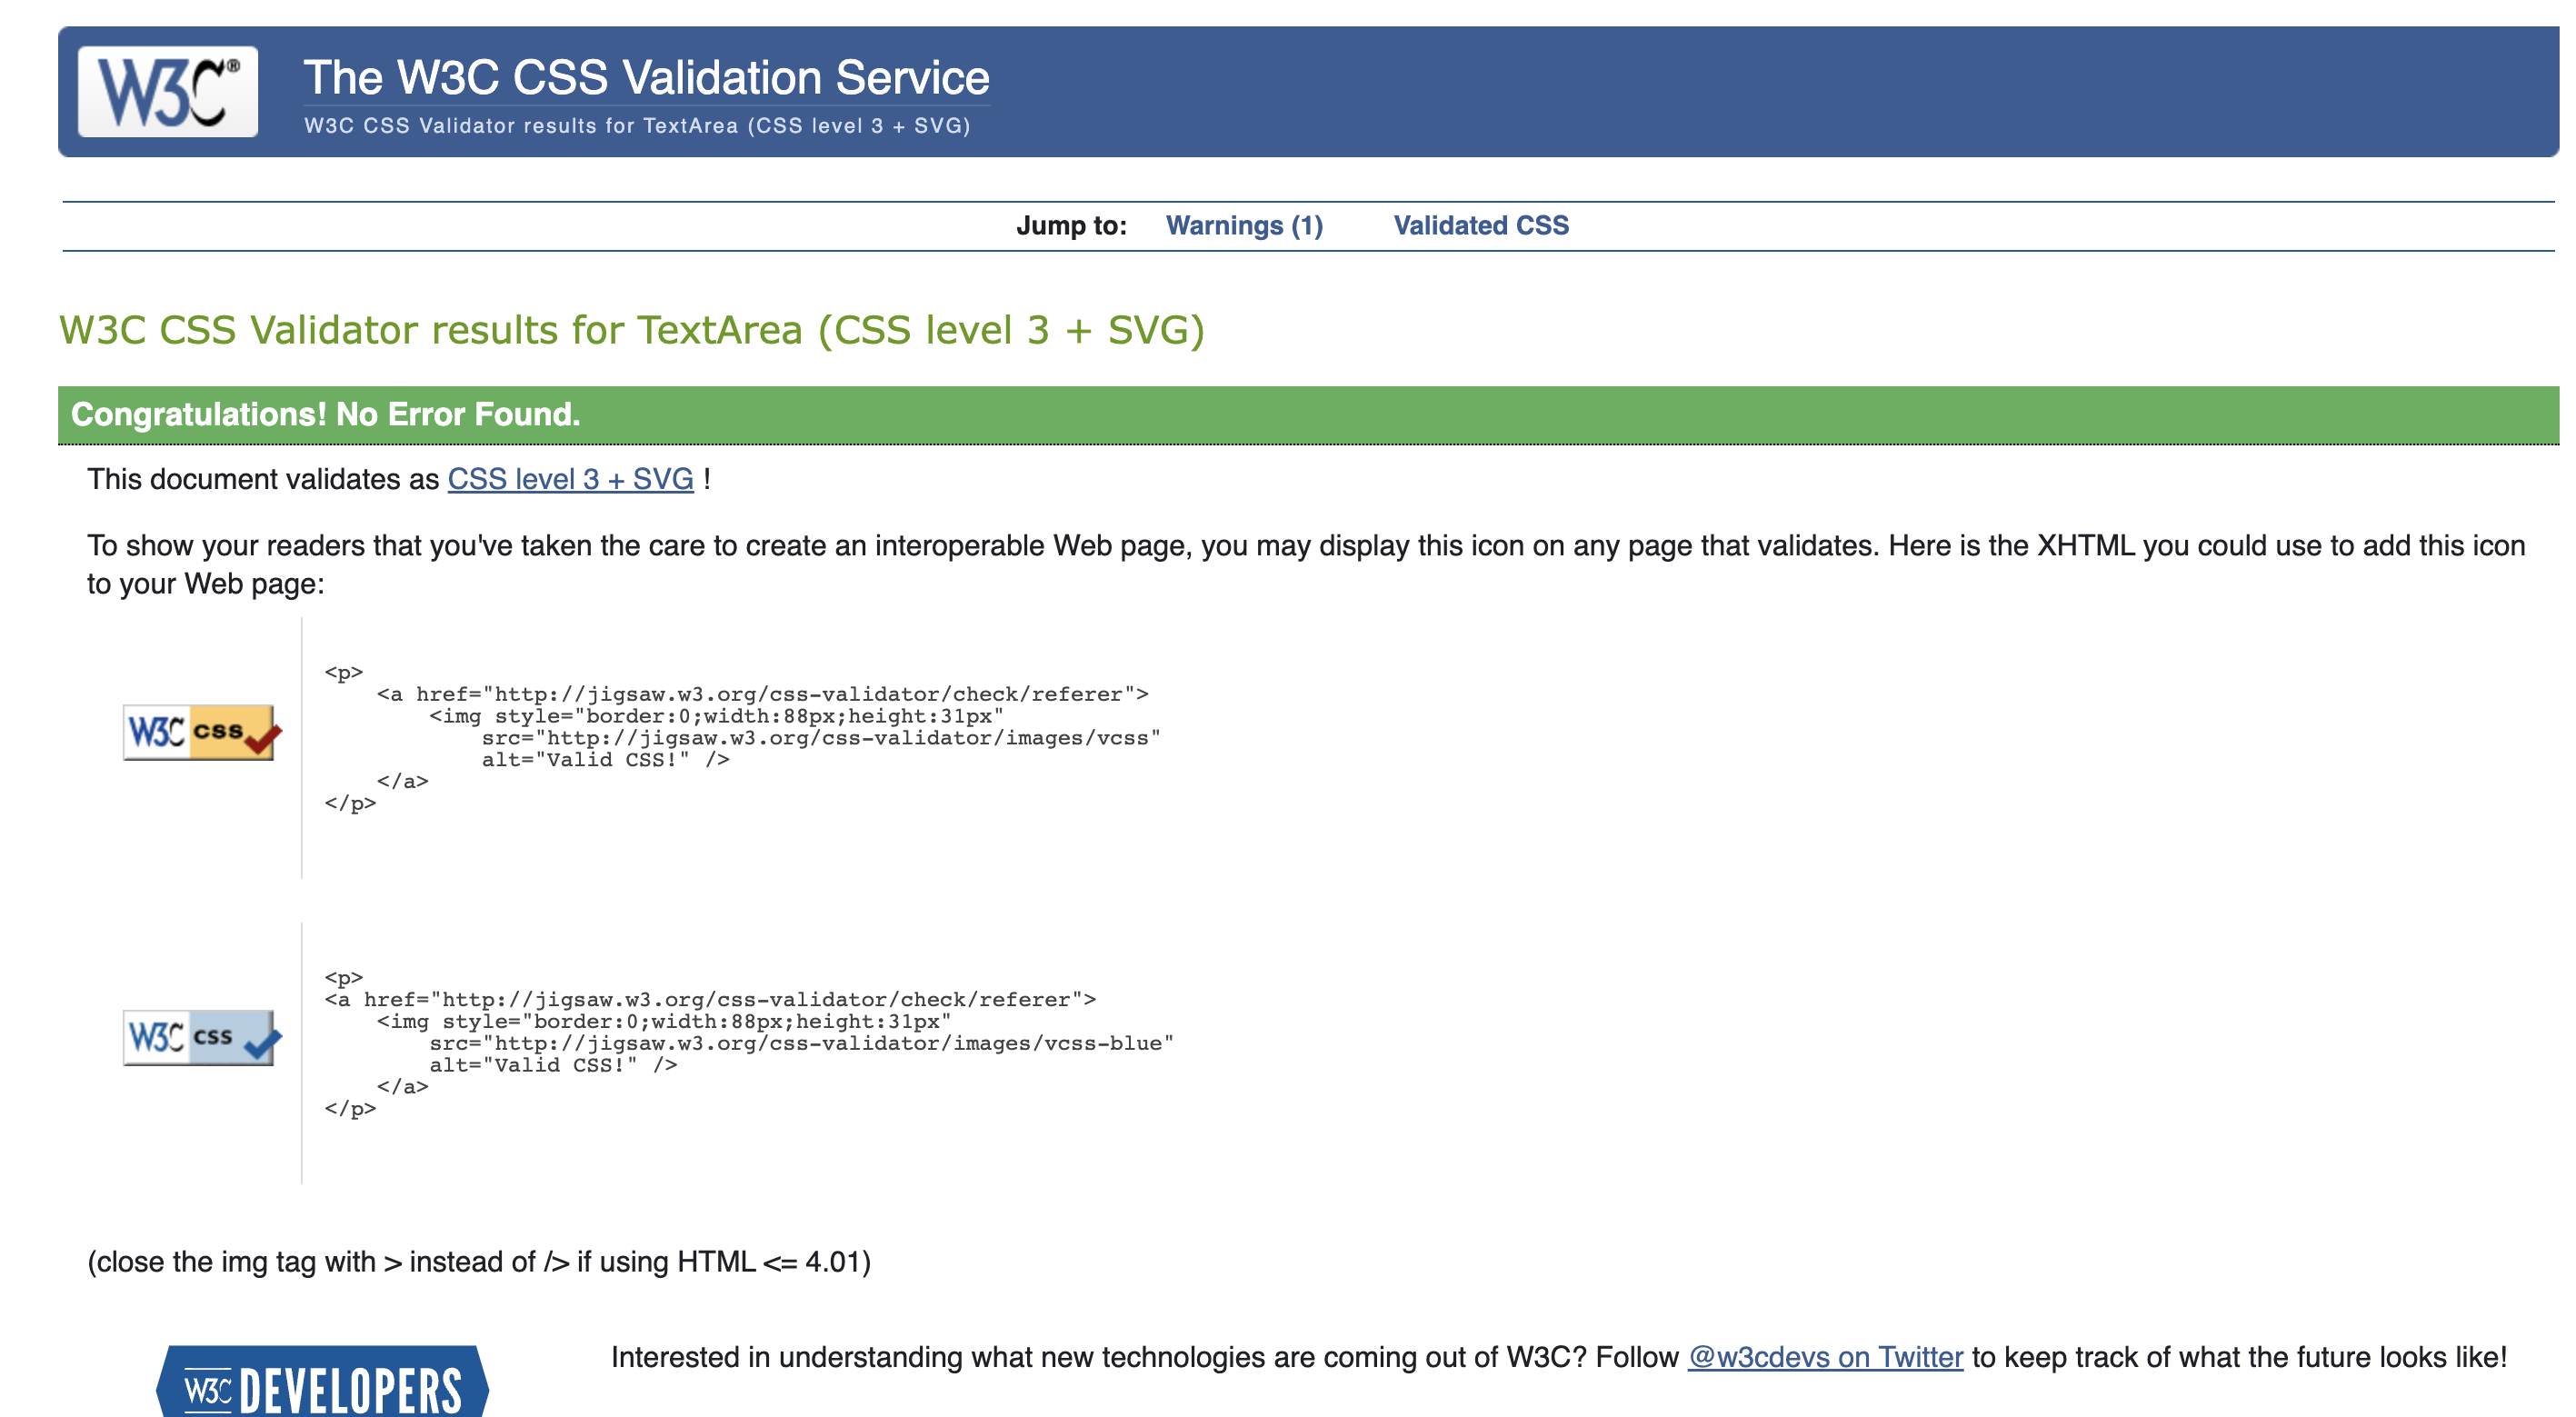 W3C®
The W3C CSS Validation Service
W3C CSS Validator results for TextArea (CSS level 3 + SVG)
Jump to: Warnings (1) Validated CSS
W3C CSS Validator results for TextArea (CSS level 3 + SVG)
Congratulations! No Error Found.
This document validates as CSS level 3 + SVG !
To show your readers that you've taken the care to create an interoperable Web page, you may display this icon on any page that validates. Here is the XHTML you could use to add this icon
to your Web page:
W3C css
<p>
    <a href="http://jigsaw.w3.org/css-validator/check/referer">
        <img style="border:0;width:88px;height:31px"
            src="http://jigsaw.w3.org/css-validator/images/vcss"
            alt="Valid CSS!" />
    </a>
</p>
W3C css
<p>
<a href="http://jigsaw.w3.org/css-validator/check/referer">
    <img style="border:0;width:88px;height:31px"
        src="http://jigsaw.w3.org/css-validator/images/vcss-blue"
        alt="Valid CSS!" />
    </a>
</p>
(close the img tag with > instead of /> if using HTML <= 4.01)
Interested in understanding what new technologies are coming out of W3C? Follow @w3cdevs on Twitter to keep track of what the future looks like!
W3C DEVELOPERS